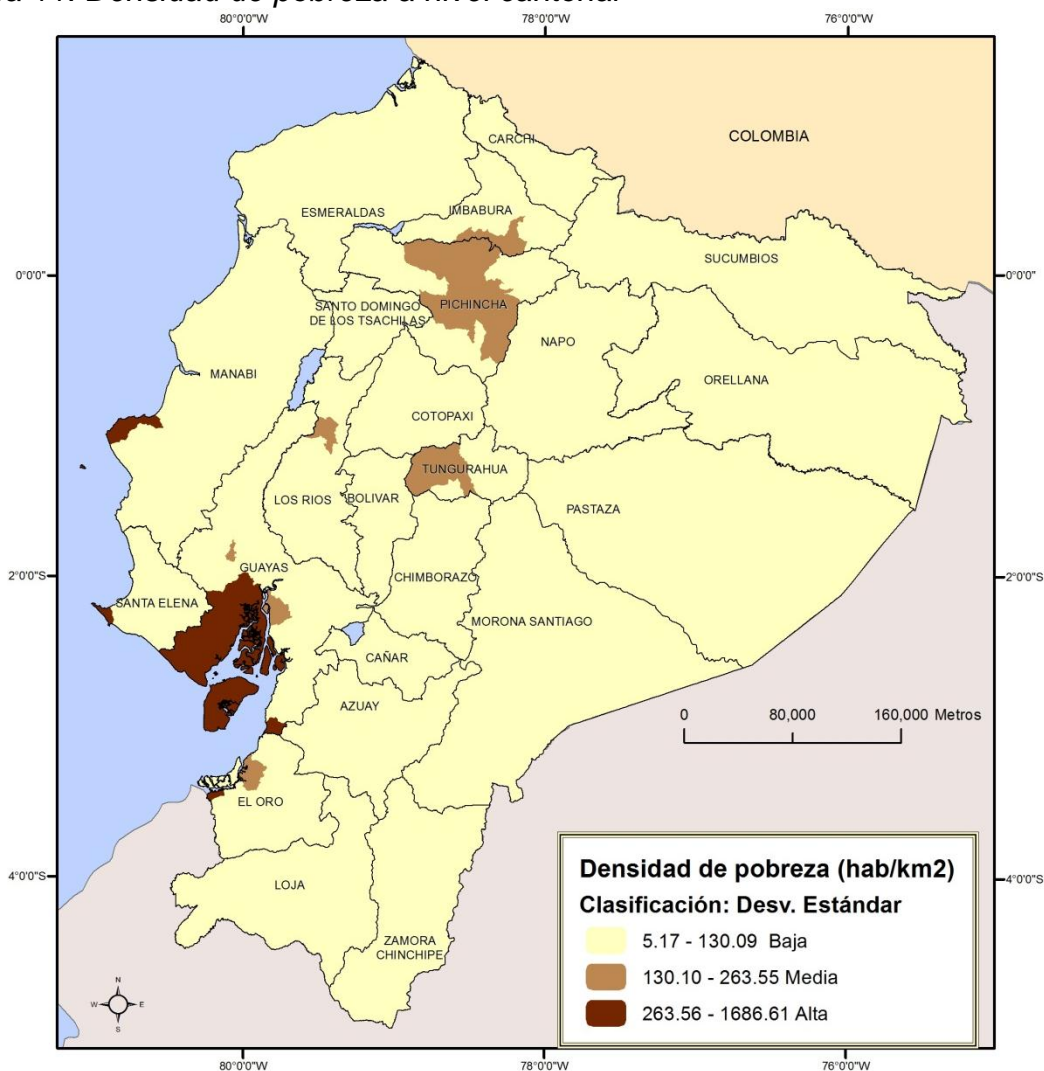 Densidad de pobreza a nivel cantonal
80°0'0"W 78°0'0"W 76°0'0"W
COLOMBIA
CARCHI
ESMERALDAS
IMBABURA
SUCUMBIOS
0°0'0" 0°0'0"
PICHINCHA
SANTO DOMINGO
DE LOS TSACHILAS
NAPO
MANABI
ORELLANA
COTOPAXI
TUNGURAHUA
LOS RIOS
BOLIVAR
PASTAZA
GUAYAS
CHIMBORAZO
2°0'0"S 2°0'0"S
SANTA ELENA
MORONA SANTIAGO
CAÑAR
AZUAY
0 80,000 160,000 Metros
EL ORO
Densidad de pobreza (hab/km2)
4°0'0"S 4°0'0"S
LOJA
Clasificación: Desv. Estándar
5.17 - 130.09 Baja
ZAMORA
CHINCHIPE
130.10 - 263.55 Media
N
W E
S
263.56 - 1686.61 Alta
80°0'0"W 78°0'0"W 76°0'0"W